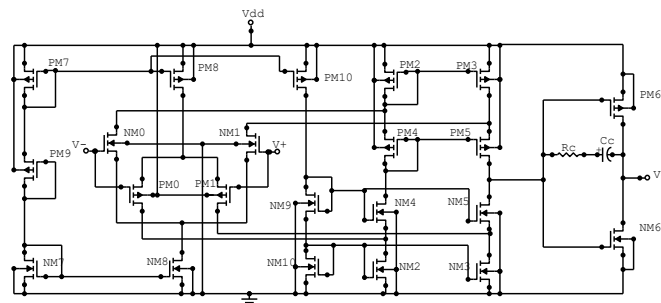 Vdd
PM7
PM8
PM10
PM2
PM3
PM6
NM0
NM1
V-
V+
PM4
PM5
Rc
Cc
+
PM9
PM0
PM1
V
NM9
NM4
NM5
NM6
NM7
NM8
NM10
NM2
NM3